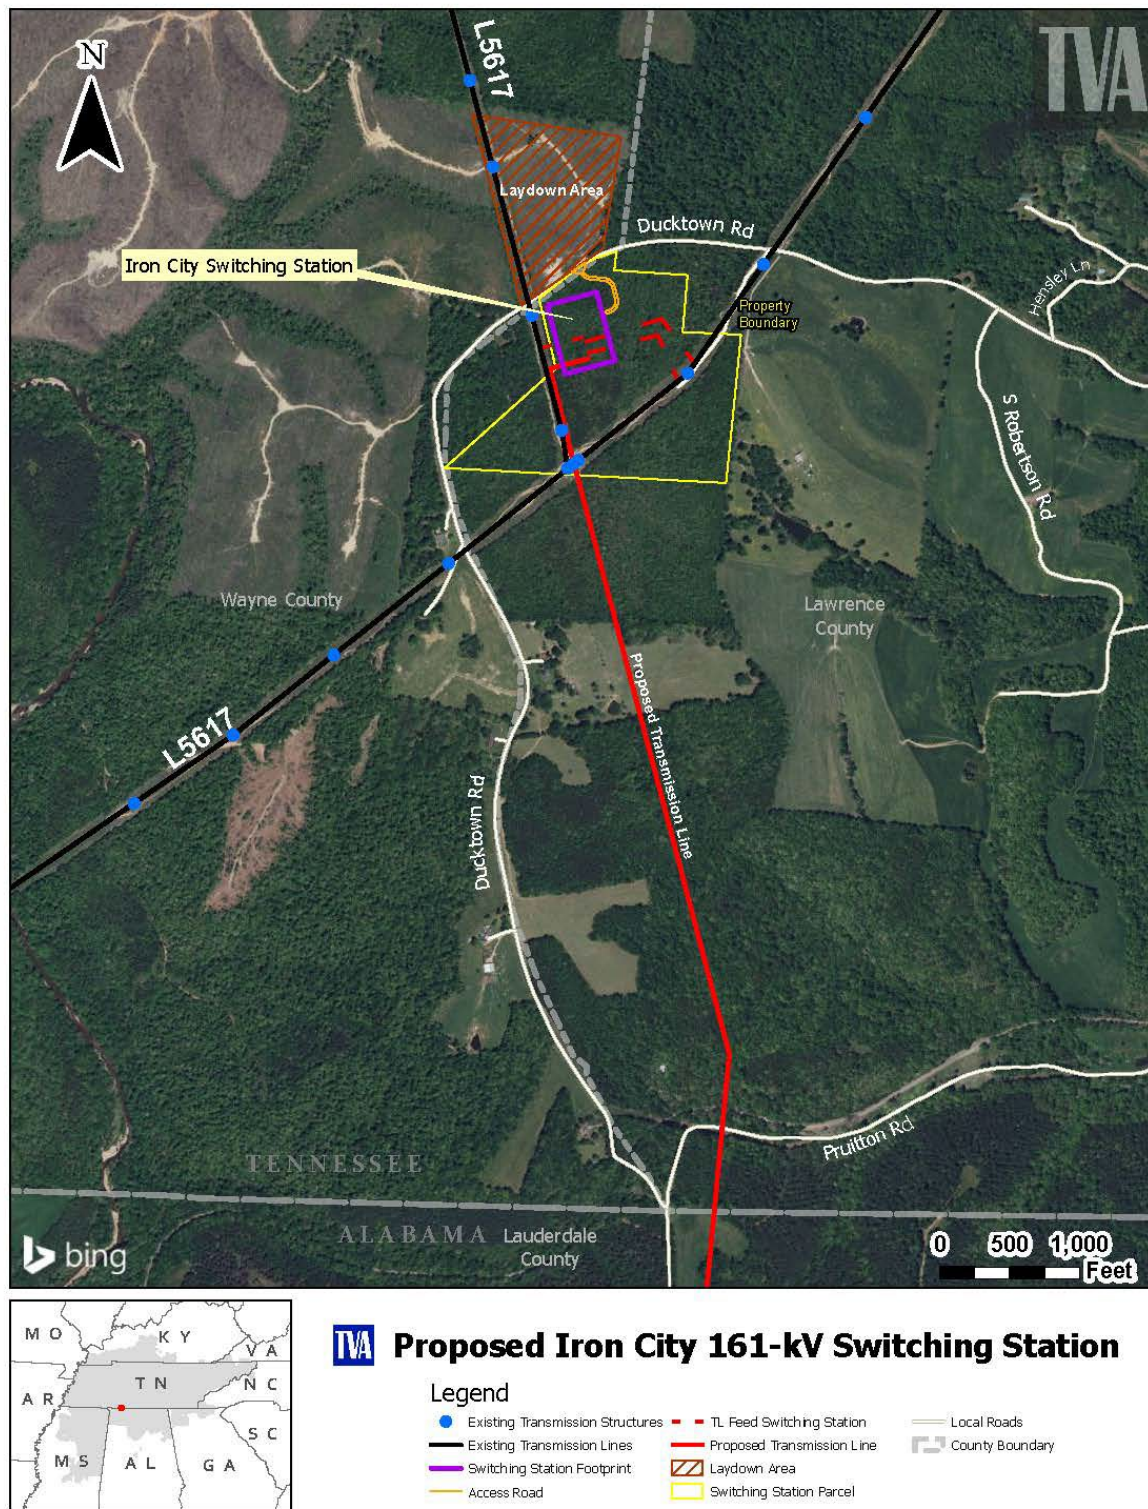 N
L5617
TVA
Laydown Area
Ducktown Rd
Iron City Switching Station
Hensley Ln
Property
Boundary
S Robertson Rd
Wayne County
Lawrence
County
Proposed Transmission Line
L5617
Ducktown Rd
Pruitton Rd
TENNESSEE
ALABAMA
Lauderdale
County
bing
0 500 1,000
Feet
MO
KY
VA
TN
NC
AR
SC
MS
AL
GA
TVA
Proposed Iron City 161-kV Switching Station
Legend
Existing Transmission Structures
Existing Transmission Lines
Switching Station Footprint
Access Road
TL Feed Switching Station
Proposed Transmission Line
Laydown Area
Switching Station Parcel
Local Roads
County Boundary